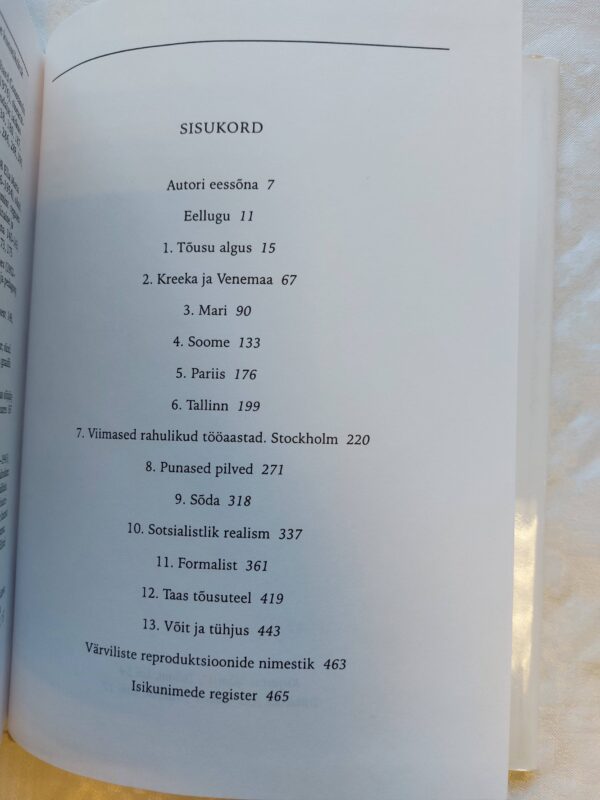 SISUKORD
Autori eessõna 7
Eellugu 11
1. Tõusu algus 15
2. Kreeka ja Venemaa 67
3. Mari 90
4. Soome 133
5. Pariis 176
6. Tallinn 199
7. Viimased rahulikud tööaastad. Stockholm 220
8. Punased pilved 271
9. Sõda 318
10. Sotsialistlik realism 337
11. Formalist 361
12. Taas tõusuteel 419
13. Võit ja tühjus 443
Värviliste reproduktsioonide nimestik 463
Isikunimede register 465